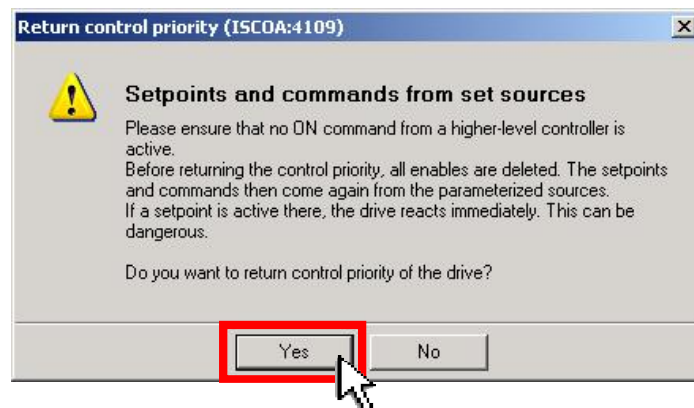 Return control priority (ISCOA:4109)
Setpoints and commands from set sources
Please ensure that no ON command from a higher-level controller is
active.
Before returning the control priority, all enables are deleted. The setpoints
and commands then come again from the parameterized sources.
If a setpoint is active there, the drive reacts immediately. This can be
dangerous.
Do you want to return control priority of the drive?
Yes
No